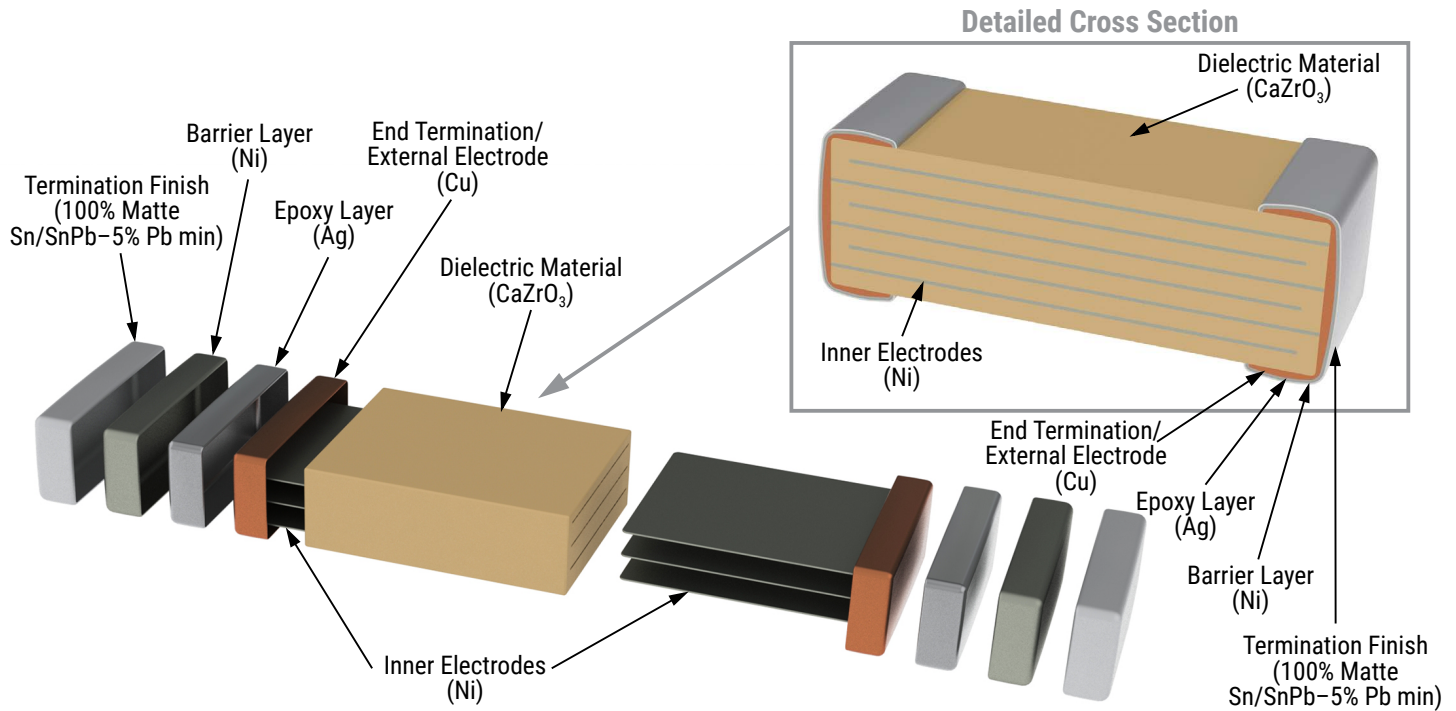 Detailed Cross Section
Dielectric Material
(CaZrO₃)
Inner Electrodes
(Ni)
End Termination/
External Electrode
(Cu)
Epoxy Layer
(Ag)
Barrier Layer
(Ni)
Termination Finish
(100% Matte
Sn/SnPb–5% Pb min)
Termination Finish
(100% Matte
Sn/SnPb–5% Pb min)
Barrier Layer
(Ni)
Epoxy Layer
(Ag)
End Termination/
External Electrode
(Cu)
Dielectric Material
(CaZrO₃)
Inner Electrodes
(Ni)